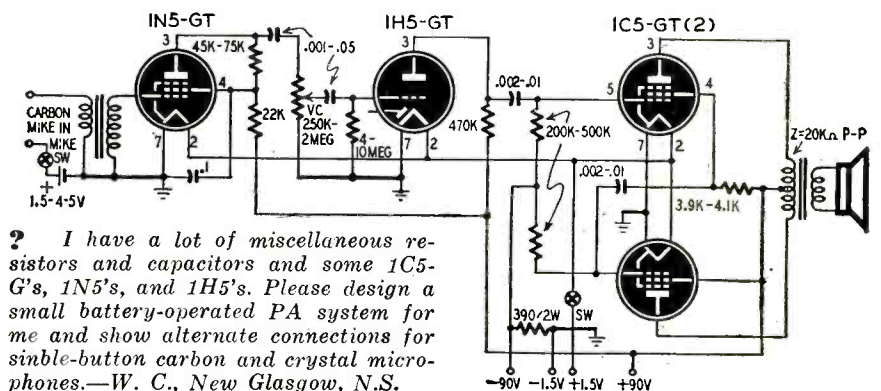 1N5-GT
1H5-GT
1C5-GT(2)
3
45K-75K
.001-.05
3
3
4
.002-.01
5
4
CARBON
MIKE IN
MIKE
SW
+
1.5-4-5V
7
2
.1
22K
VC
250K-
2MEG
4-
10MEG
7
2
470K
200K-500K
7
2
.002-.01
3.9K-4.1K
Z=20KΩ P-P
390/2W
SW
-90V
-1.5V
+1.5V
+90V
? I have a lot of miscellaneous re-
sistors and capacitors and some 1C5-
G's, 1N5's, and 1H5's. Please design a
small battery-operated PA system for
me and show alternate connections for
sinble-button carbon and crystal micro-
phones.—W. C., New Glasgow, N.S.